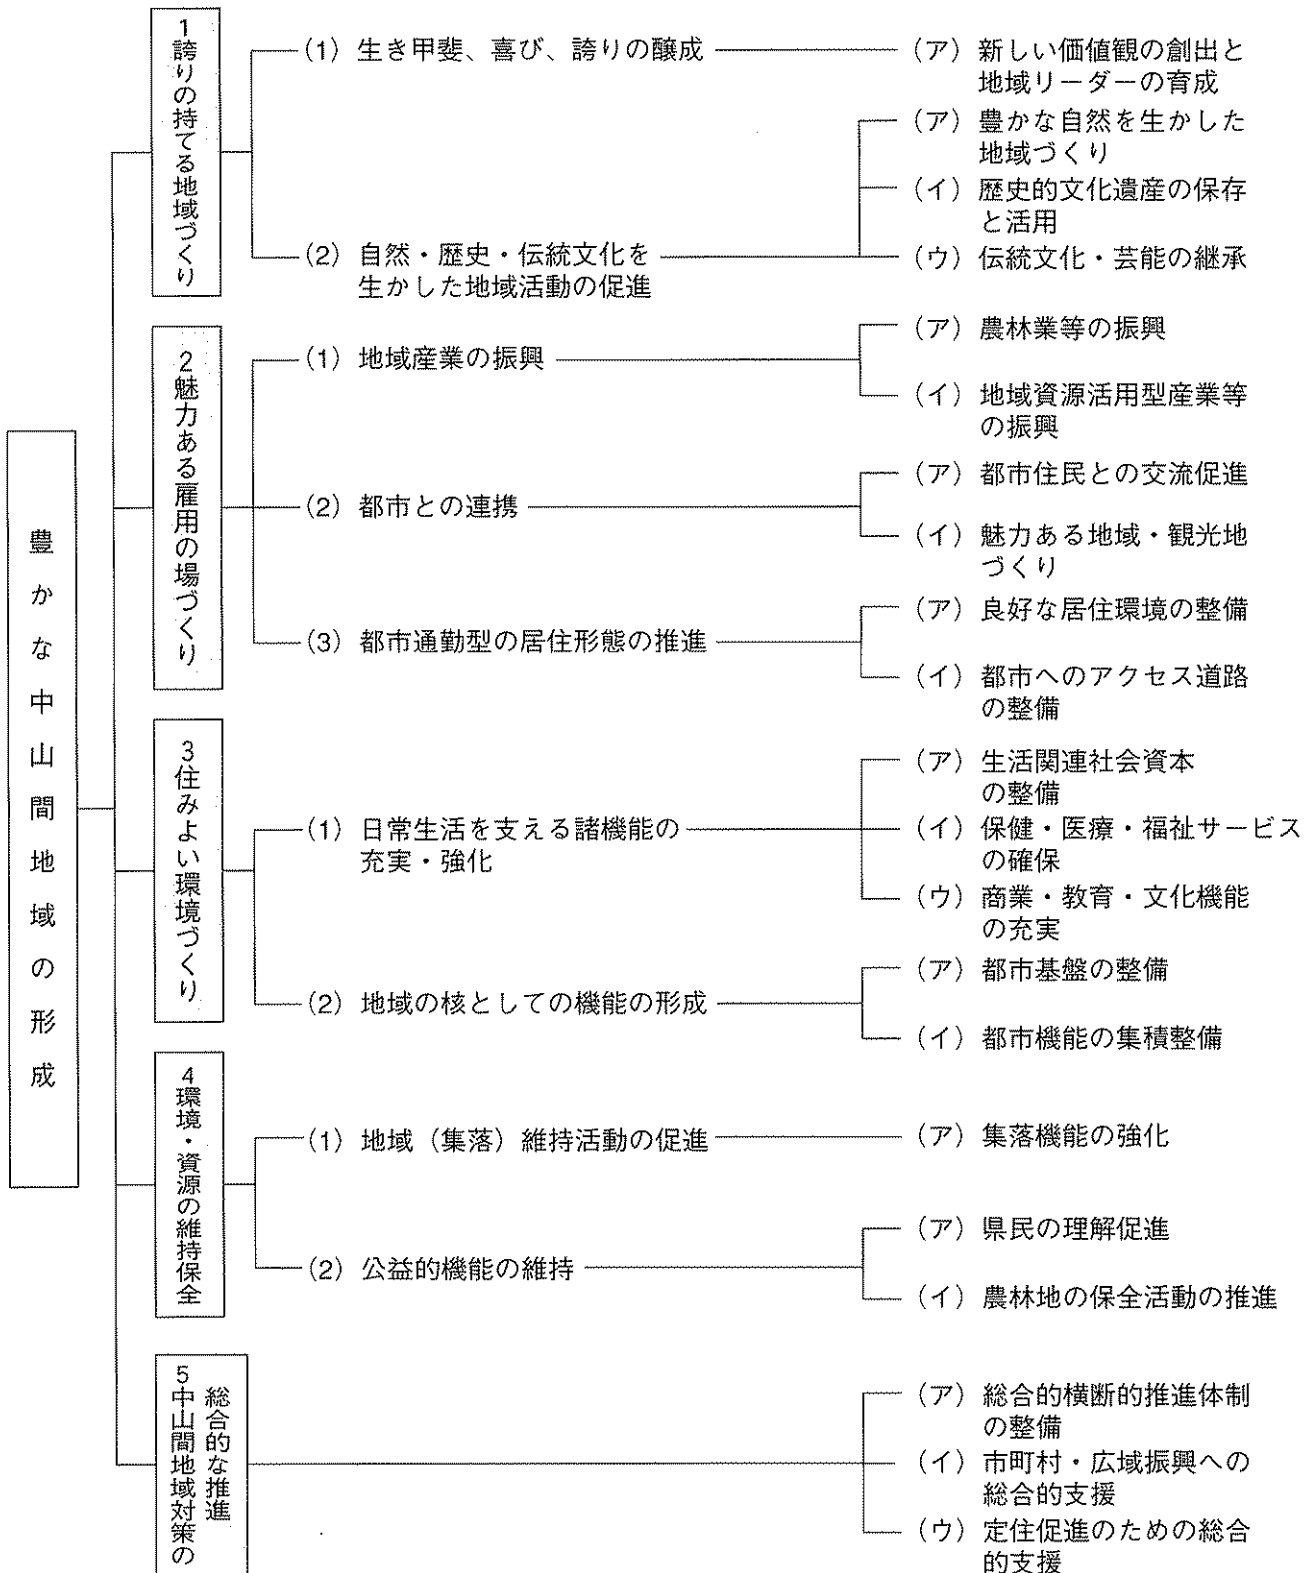 豊かな中山間地域の形成
1誇りの持てる地域づくり
(1) 生き甲斐、喜び、誇りの醸成
(ア) 新しい価値観の創出と
地域リーダーの育成
(2) 自然・歴史・伝統文化を
生かした地域活動の促進
(ア) 豊かな自然を生かした
地域づくり
(イ) 歴史的文化遺産の保存
と活用
(ウ) 伝統文化・芸能の継承
2魅力ある雇用の場づくり
(1) 地域産業の振興
(ア) 農林業等の振興
(イ) 地域資源活用型産業等
の振興
(2) 都市との連携
(ア) 都市住民との交流促進
(イ) 魅力ある地域・観光地
づくり
(3) 都市通勤型の居住形態の推進
(ア) 良好な居住環境の整備
(イ) 都市へのアクセス道路
の整備
3住みよい環境づくり
(1) 日常生活を支える諸機能の
充実・強化
(ア) 生活関連社会資本
の整備
(イ) 保健・医療・福祉サービス
の確保
(ウ) 商業・教育・文化機能
の充実
(2) 地域の核としての機能の形成
(ア) 都市基盤の整備
(イ) 都市機能の集積整備
4環境・資源の維持保全
(1) 地域（集落）維持活動の促進
(ア) 集落機能の強化
(2) 公益的機能の維持
(ア) 県民の理解促進
(イ) 農林地の保全活動の推進
5中山間地域対策の
総合的な推進
(ア) 総合的横断的推進体制
の整備
(イ) 市町村・広域振興への
総合的支援
(ウ) 定住促進のための総合
的支援